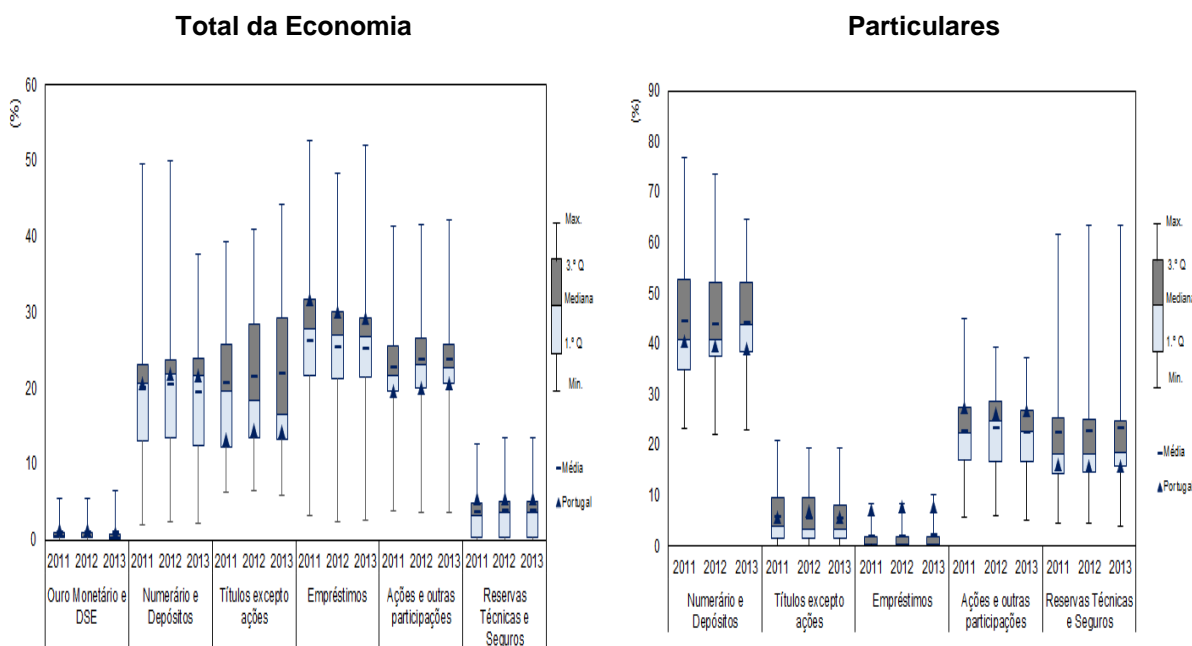 Total da Economia
(%)
60
50
40
30
20
10
0
2011 2012 2013 2011 2012 2013 2011 2012 2013 2011 2012 2013 2011 2012 2013 2011 2012 2013
Ouro Monetário e DSE
Numerário e Depósitos
Títulos excepto ações
Empréstimos
Ações e outras participações
Reservas Técnicas e Seguros
Max.
3.º Q
Mediana
1.º Q
Min.
Média
Portugal
Particulares
(%)
90
80
70
60
50
40
30
20
10
0
2011 2012 2013 2011 2012 2013 2011 2012 2013 2011 2012 2013 2011 2012 2013
Numerário e Depósitos
Títulos excepto ações
Empréstimos
Ações e outras participações
Reservas Técnicas e Seguros
Max.
3.º Q
Mediana
1.º Q
Min.
Média
Portugal